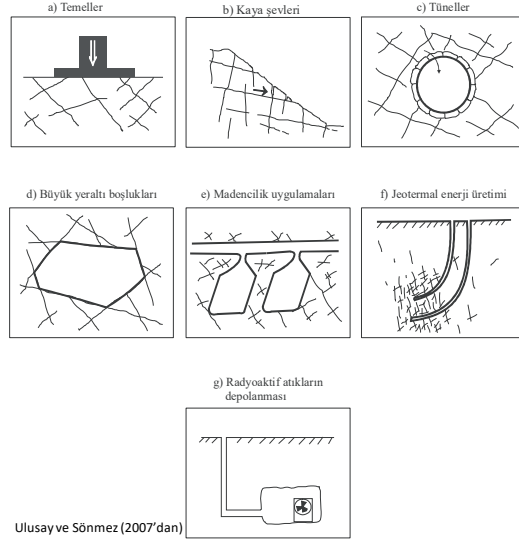 a) Temeller
b) Kaya şevleri
c) Tüneller
d) Büyük yeraltı boşlukları
e) Madencilik uygulamaları
f) Jeotermal enerji üretimi
g) Radyoaktif atıkların
depolanması
Ulusay ve Sönmez (2007'dan)